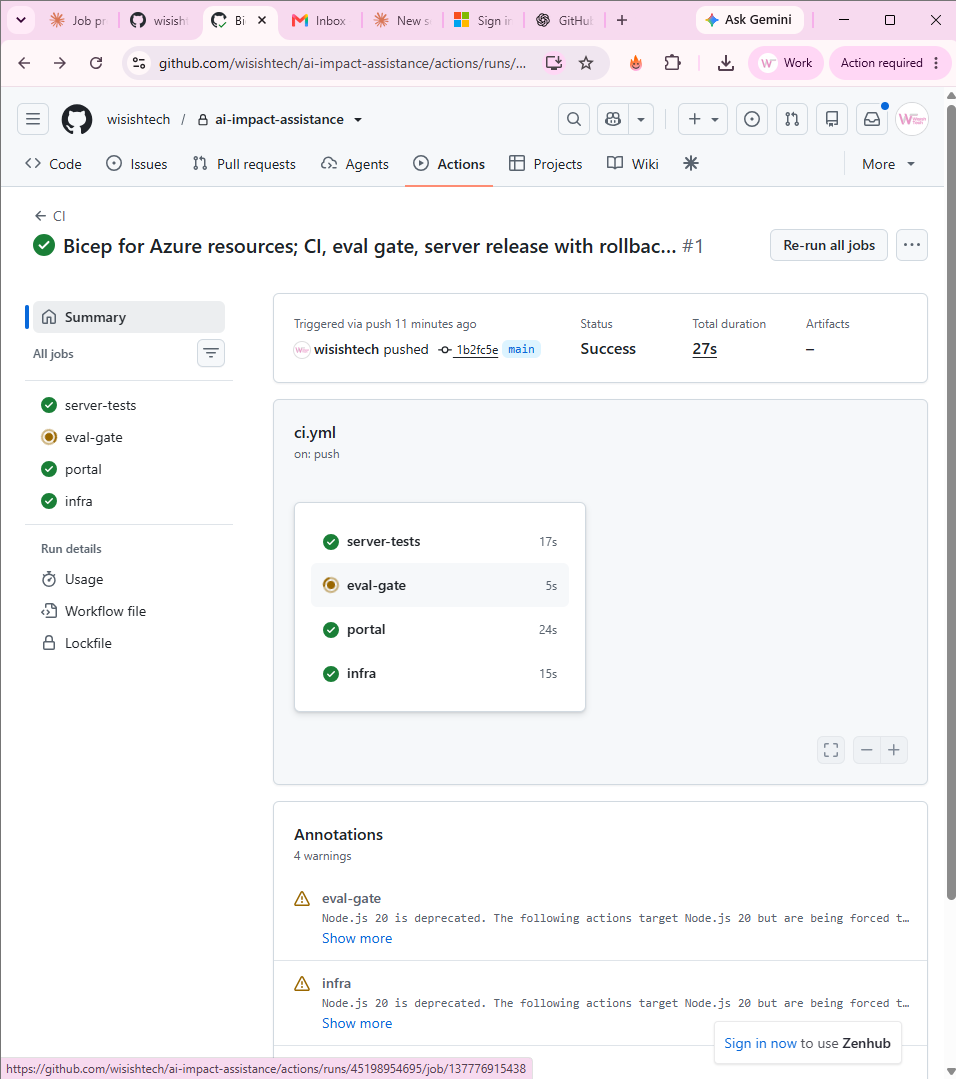 Job pr
wisish
Bi
Inbox
New s
Sign in
GitHub
Ask Gemini
github.com/wisishtech/ai-impact-assistance/actions/runs/...
Work
Action required
wisishtech / ai-impact-assistance
Code
Issues
Pull requests
Agents
Actions
Projects
Wiki
More
CI
Bicep for Azure resources; CI, eval gate, server release with rollbac... #1
Re-run all jobs
Summary
All jobs
server-tests
eval-gate
portal
infra
Run details
Usage
Workflow file
Lockfile
Triggered via push 11 minutes ago
wisishtech pushed 1b2fc5e main
Status
Success
Total duration
27s
Artifacts
–
ci.yml
on: push
server-tests 17s
eval-gate 5s
portal 24s
infra 15s
Annotations
4 warnings
eval-gate
Node.js 20 is deprecated. The following actions target Node.js 20 but are being forced t…
Show more
infra
Node.js 20 is deprecated. The following actions target Node.js 20 but are being forced t…
Show more
Sign in now to use Zenhub
https://github.com/wisishtech/ai-impact-assistance/actions/runs/45198954695/job/137776915438